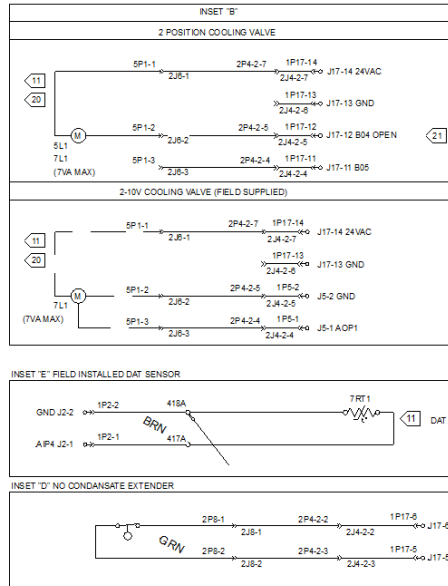 INSET "B"
2 POSITION COOLING VALVE
5P1-1 2P4-2-7 1P17-14
2J6-1 2J4-2-7 J17-14 24VAC
11
20
1P17-13
2J4-2-6 J17-13 GND
5P1-2 2P4-2-5 1P17-12
M 2J6-2 2J4-2-5 J17-12 B04 OPEN 21
5L1
7L1
(7VA MAX)
5P1-3 2P4-2-4 1P17-11
2J6-3 2J4-2-4 J17-11 B05
2-10V COOLING VALVE (FIELD SUPPLIED)
5P1-1 2P4-2-7 1P17-14
2J6-1 2J4-2-7 J17-14 24VAC
11
20
1P17-13
2J4-2-6 J17-13 GND
5P1-2 2P4-2-5 1P5-2
M 2J6-2 2J4-2-5 J5-2 GND
7L1
(7VA MAX)
5P1-3 2P4-2-4 1P5-1
2J6-3 2J4-2-4 J5-1 AOP1
INSET "E" FIELD INSTALLED DAT SENSOR
GND J2-2 1P2-2 418A 7RT1
BRN 11 DAT
AIP4 J2-1 1P2-1 417A
INSET "D" NO CONDANSATE EXTENDER
2P8-1 2P4-2-2 1P17-6
2J8-1 2J4-2-2 J17-6
GRN
2P8-2 2P4-2-3 1P17-5
2J8-2 2J4-2-3 J17-5